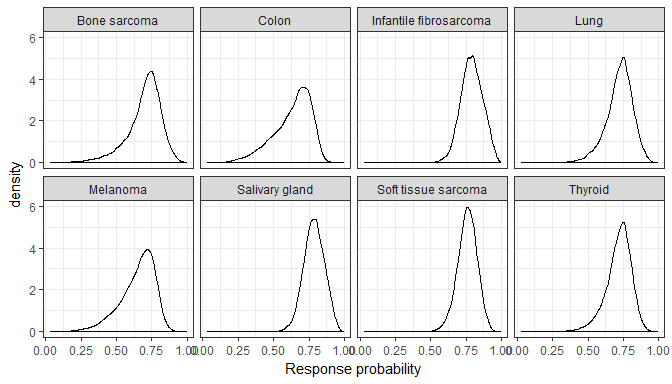 Bone sarcoma Colon Infantile fibrosarcoma Lung
6
4
2
0
Melanoma Salivary gland Soft tissue sarcoma Thyroid
6
4
2
0
density
0.00 0.25 0.50 0.75 1.00 0.00 0.25 0.50 0.75 1.00 0.00 0.25 0.50 0.75 1.00 0.00 0.25 0.50 0.75 1.00
Response probability